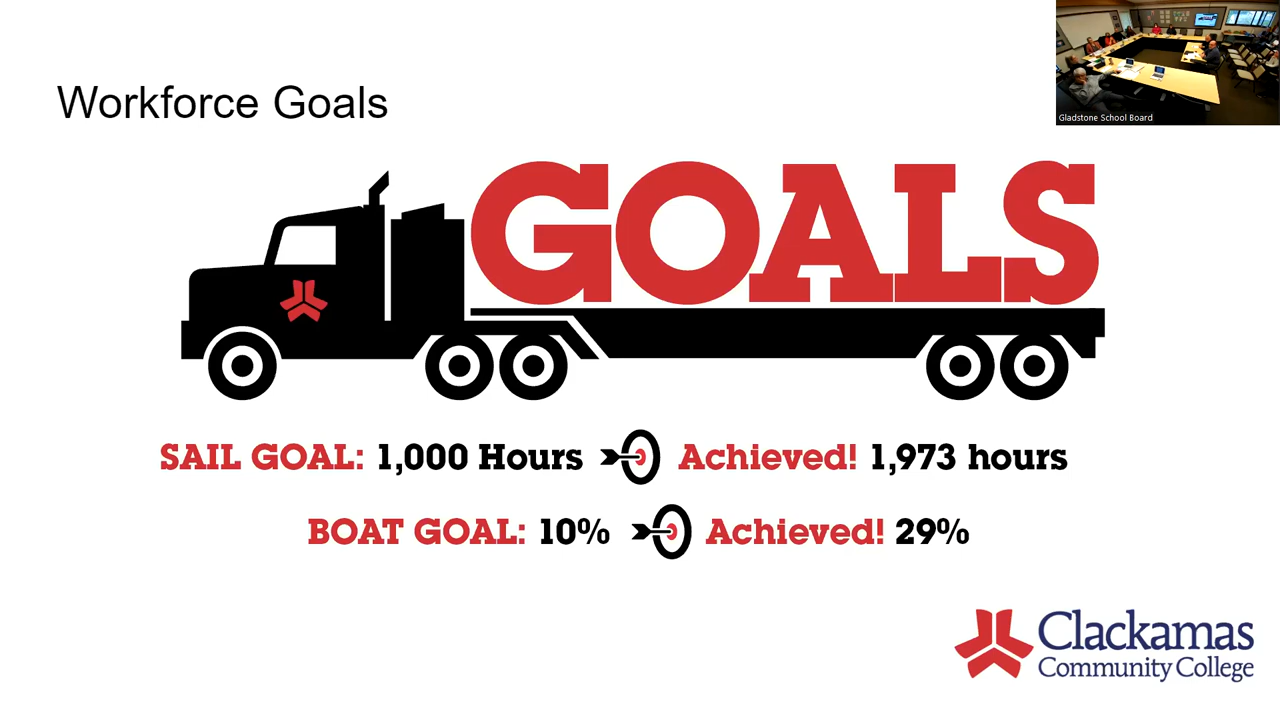 Workforce Goals
Gladstone School Board
GOALS
SAIL GOAL: 1,000 Hours Achieved! 1,973 hours
BOAT GOAL: 10% Achieved! 29%
Clackamas
Community College